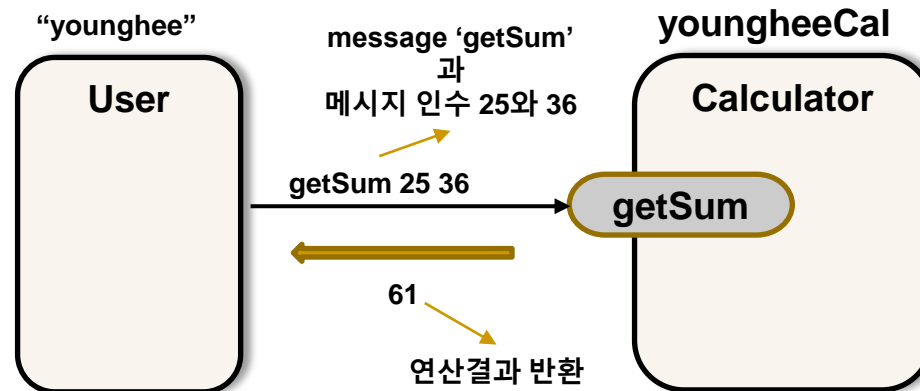 “younghee”
User
message ‘getSum’
과
메시지 인수 25와 36
getSum 25 36
youngheeCal
Calculator
getSum
61
연산결과 반환